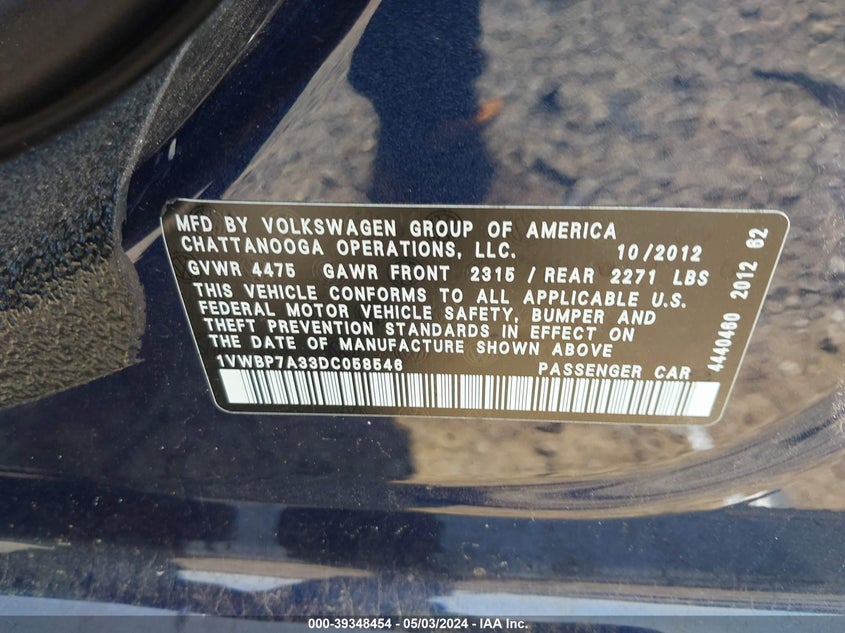 MFD BY VOLKSWAGEN GROUP OF AMERICA
CHATTANOOGA OPERATIONS, LLC. 10/2012
GVWR 4475 GAWR FRONT 2315 / REAR 2271 LBS
THIS VEHICLE CONFORMS TO ALL APPLICABLE U.S.
FEDERAL MOTOR VEHICLE SAFETY, BUMPER AND
THEFT PREVENTION STANDARDS IN EFFECT ON
THE DATE OF MANUFACTURE SHOWN ABOVE
1VWBP7A33DC058546 PASSENGER CAR
4440460 2012 62
000-39348454 - 05/03/2024 - IAA Inc.